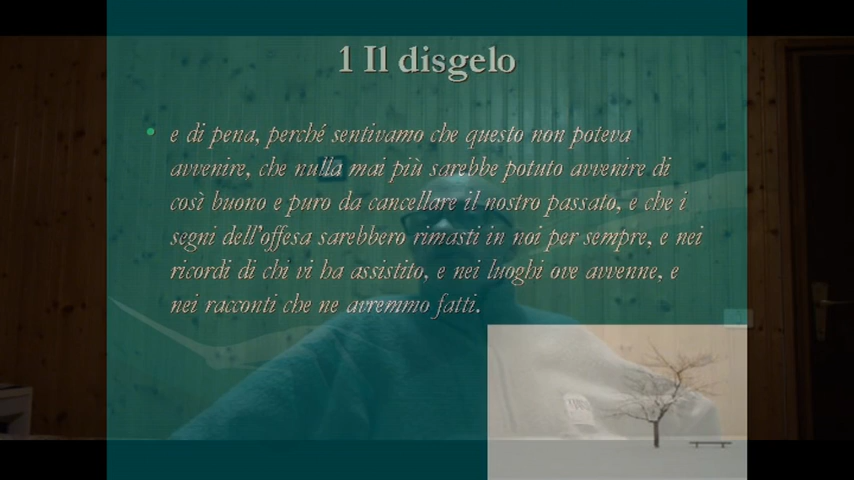 1 Il disgelo
• e di pena, perché sentivamo che questo non poteva
avvenire, che nulla mai più sarebbe potuto avvenire di
così buono e puro da cancellare il nostro passato, e che i
segni dell'offesa sarebbero rimasti in noi per sempre, e nei
ricordi di chi vi ha assistito, e nei luoghi ove avvenne, e
nei racconti che ne avremmo fatti.